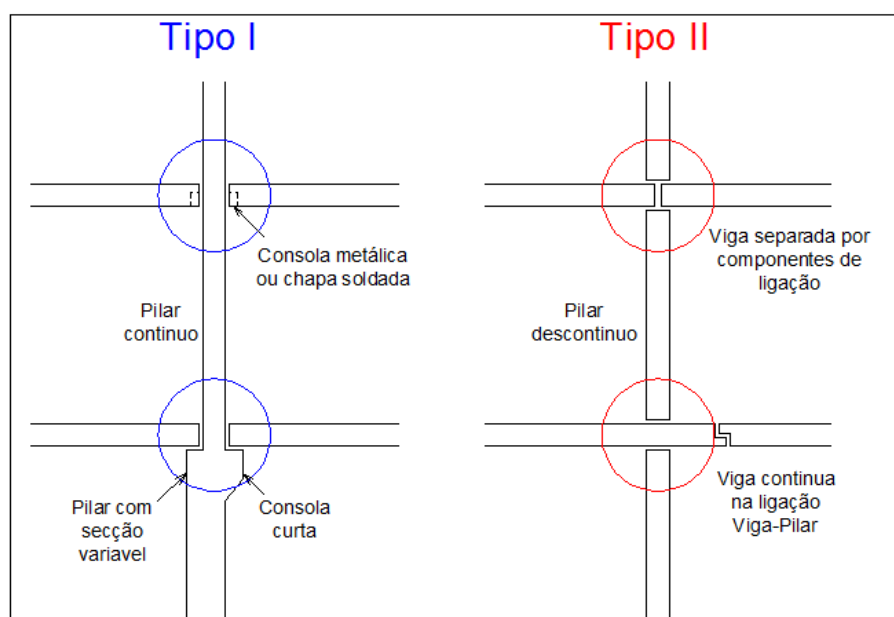 Tipo I
Consola metálica
ou chapa soldada
Pilar
continuo
Pilar com
secção
variavel
Consola
curta
Tipo II
Viga separada por
componentes de
ligação
Pilar
descontinuo
Viga continua
na ligação
Viga-Pilar